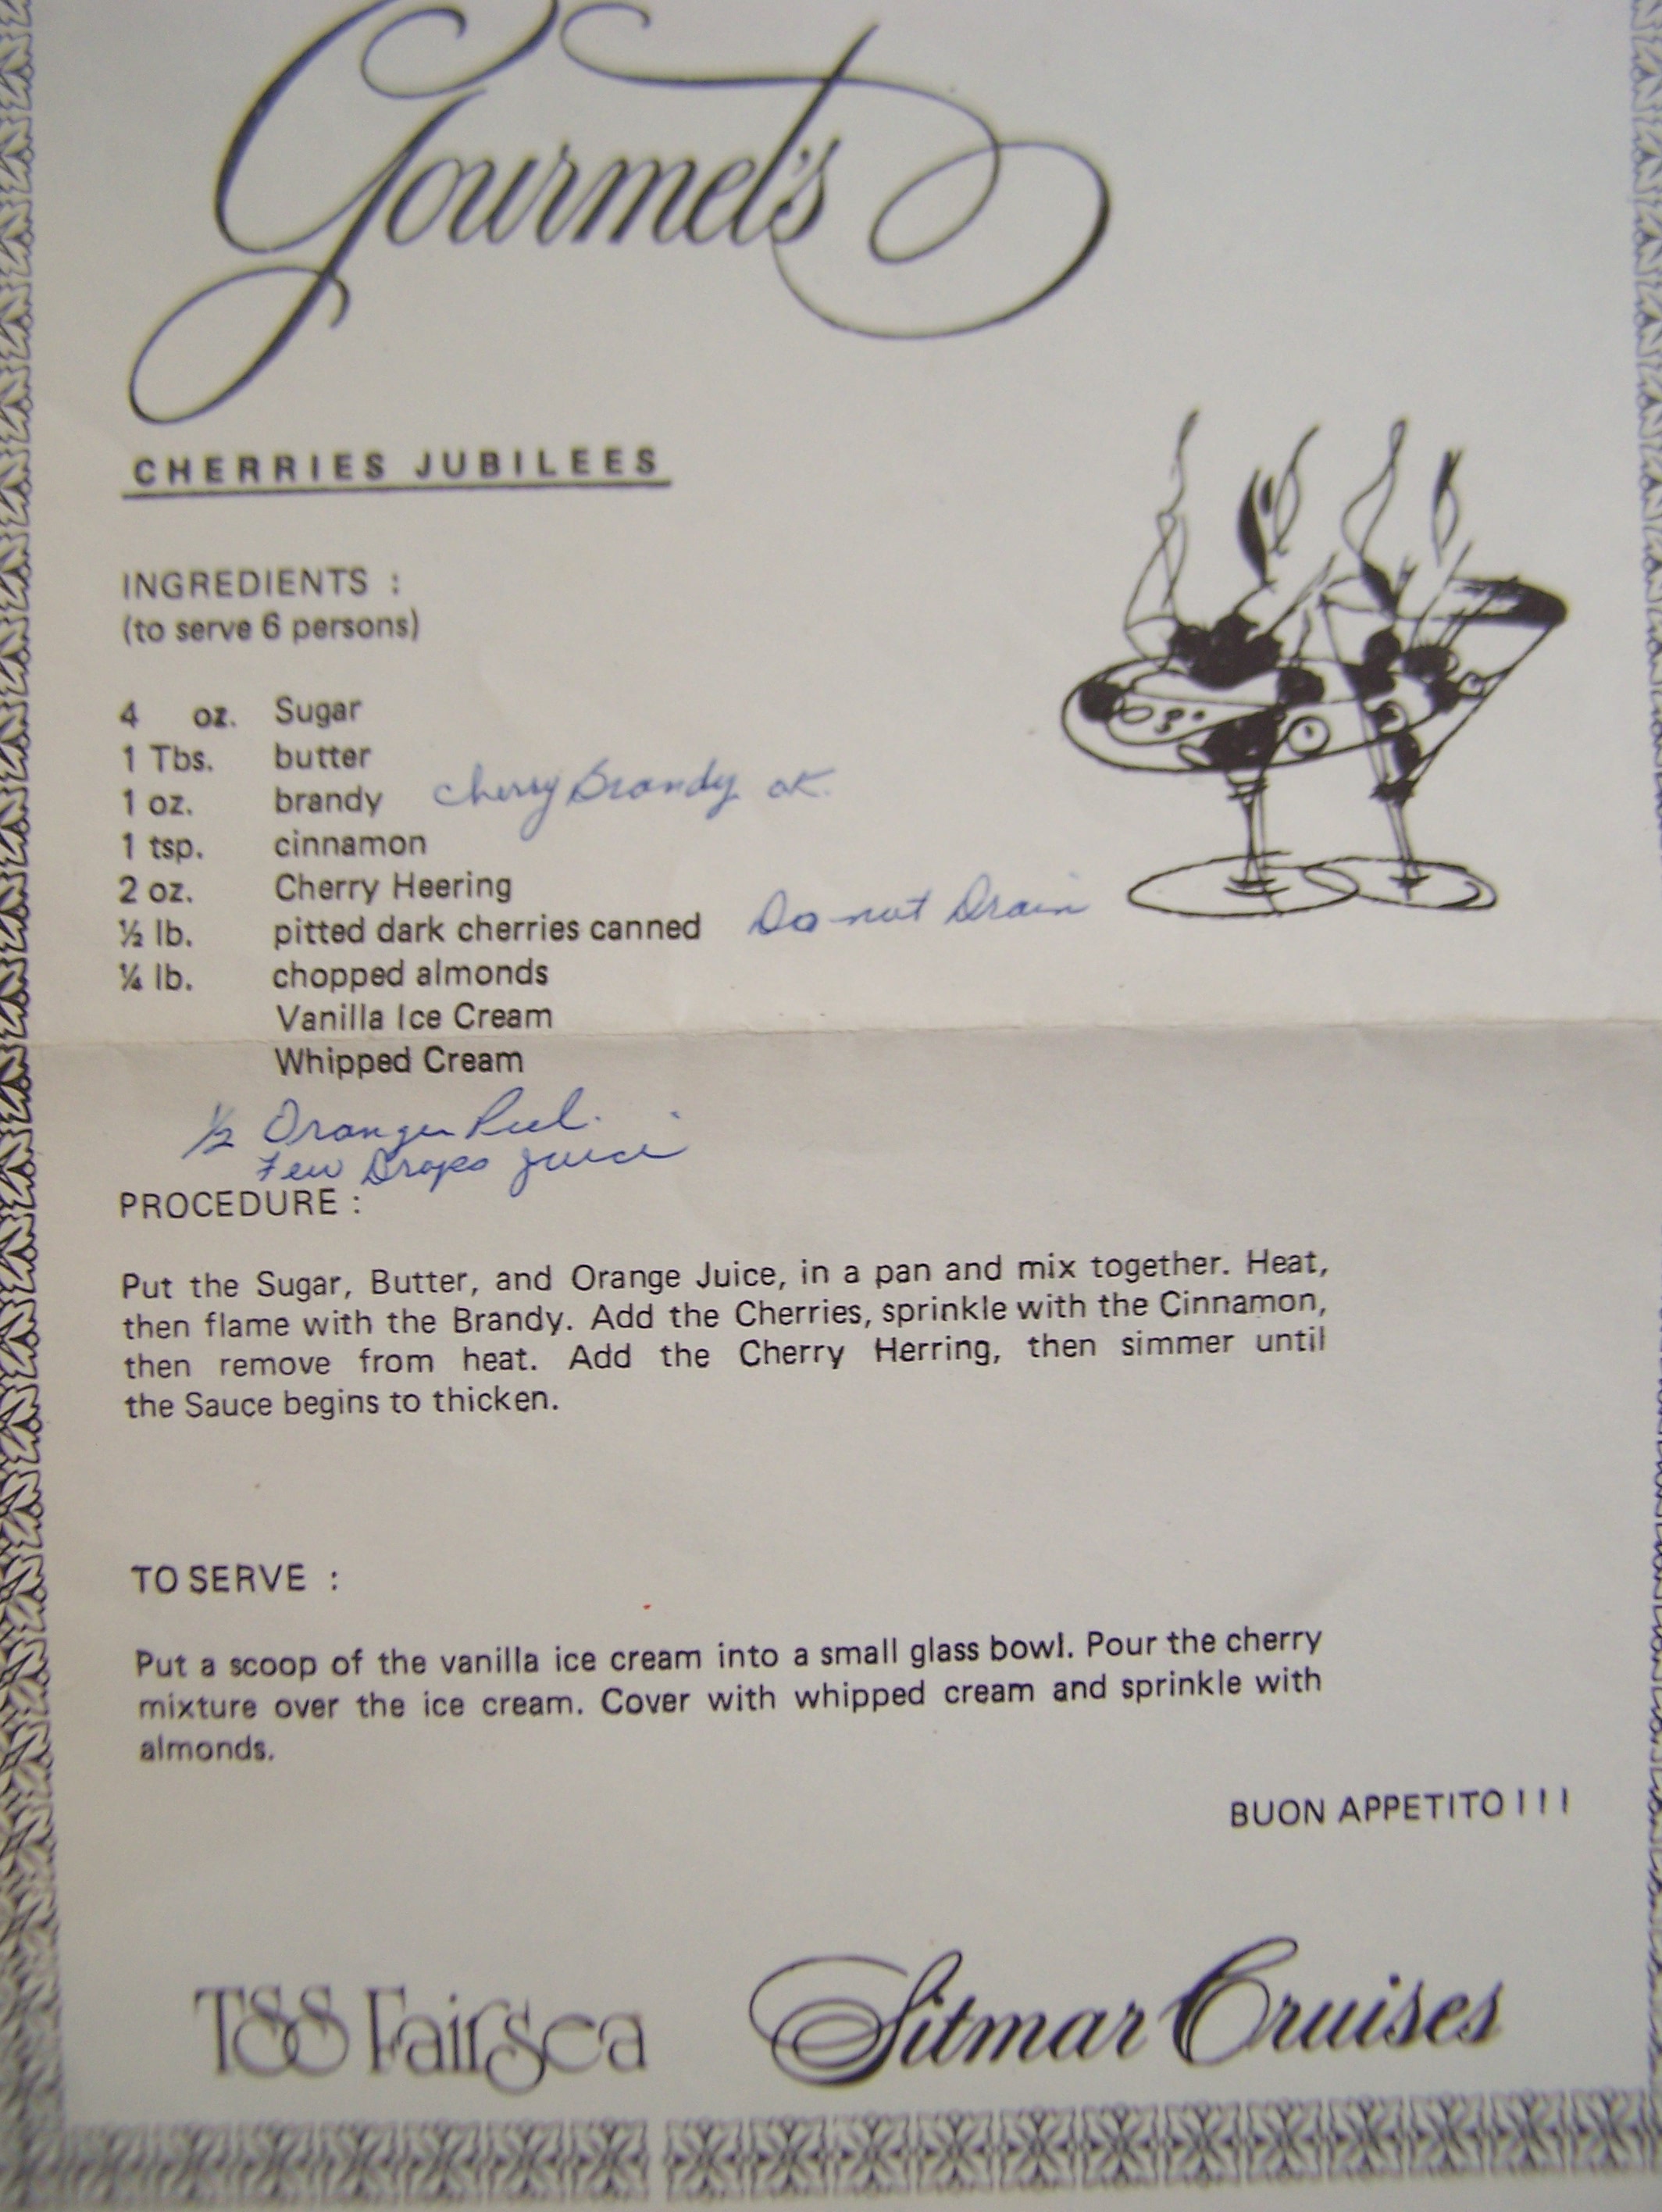 Gourmet's
CHERRIES JUBILEES
INGREDIENTS :
(to serve 6 persons)
4 oz. Sugar
1 Tbs. butter
1 oz. brandy Cherry Brandy ok.
1 tsp. cinnamon
2 oz. Cherry Heering
½ lb. pitted dark cherries canned Do not Drain
¼ lb. chopped almonds
Vanilla Ice Cream
Whipped Cream
1/2 Orange Peel.
Few Drops juice
PROCEDURE :
Put the Sugar, Butter, and Orange Juice, in a pan and mix together. Heat,
then flame with the Brandy. Add the Cherries, sprinkle with the Cinnamon,
then remove from heat. Add the Cherry Herring, then simmer until
the Sauce begins to thicken.
TO SERVE :
Put a scoop of the vanilla ice cream into a small glass bowl. Pour the cherry
mixture over the ice cream. Cover with whipped cream and sprinkle with
almonds.
BUON APPETITO ! ! !
TSS Fairsea Sitmar Cruises